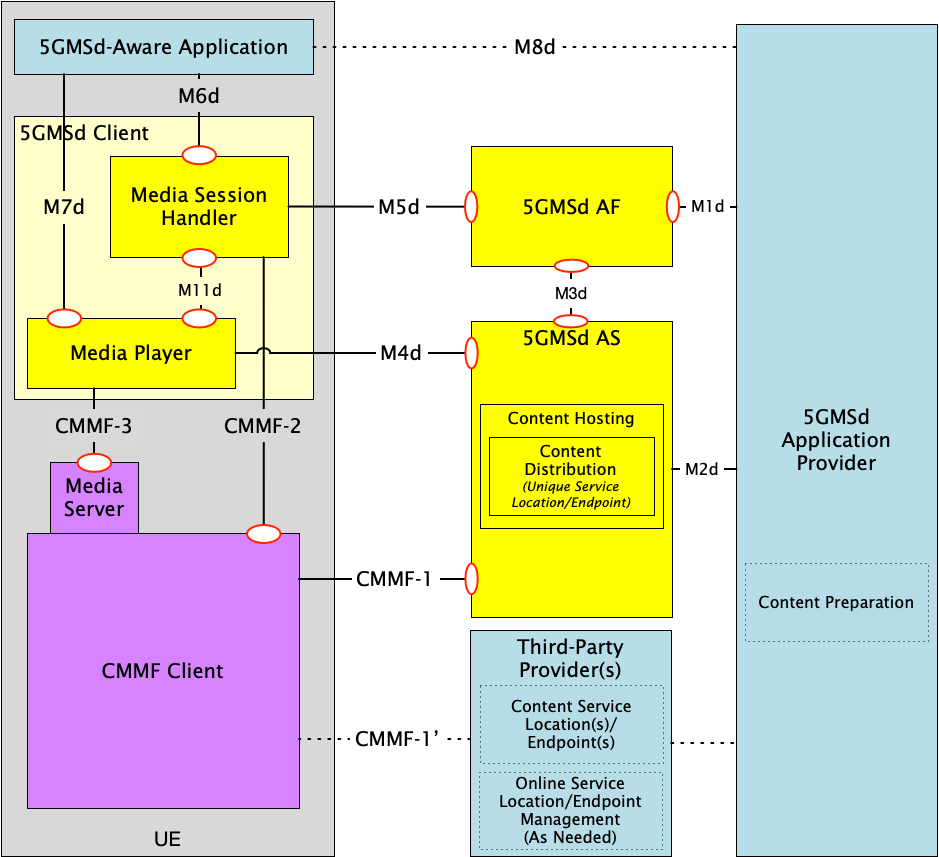 5GMSd-Aware Application
M8d
M6d
5GMSd Client
Media Session
Handler
M7d
M5d
5GMSd AF
M1d
M11d
M3d
Media Player
M4d
5GMSd AS
CMMF-3
CMMF-2
Content Hosting
Content
Distribution
(Unique Service
Location/Endpoint)
M2d
5GMSd
Application
Provider
Media
Server
CMMF-1
Content Preparation
CMMF Client
Third-Party
Provider(s)
Content Service
Location(s)/
Endpoint(s)
CMMF-1’
Online Service
Location/Endpoint
Management
(As Needed)
UE